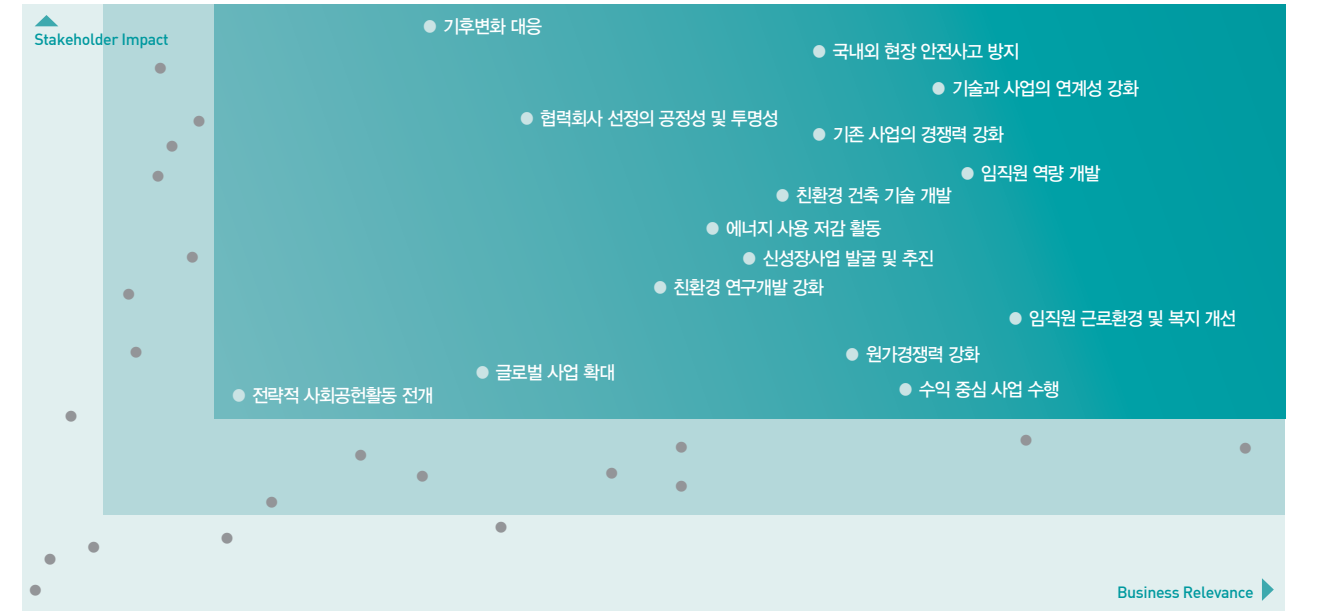 기후변화 대응
Stakeholder Impact
국내외 현장 안전사고 방지
기술과 사업의 연계성 강화
협력회사 선정의 공정성 및 투명성
기존 사업의 경쟁력 강화
임직원 역량 개발
친환경 건축 기술 개발
에너지 사용 저감 활동
신성장사업 발굴 및 추진
친환경 연구개발 강화
임직원 근로환경 및 복지 개선
원가경쟁력 강화
글로벌 사업 확대
수익 중심 사업 수행
전략적 사회공헌활동 전개
Business Relevance